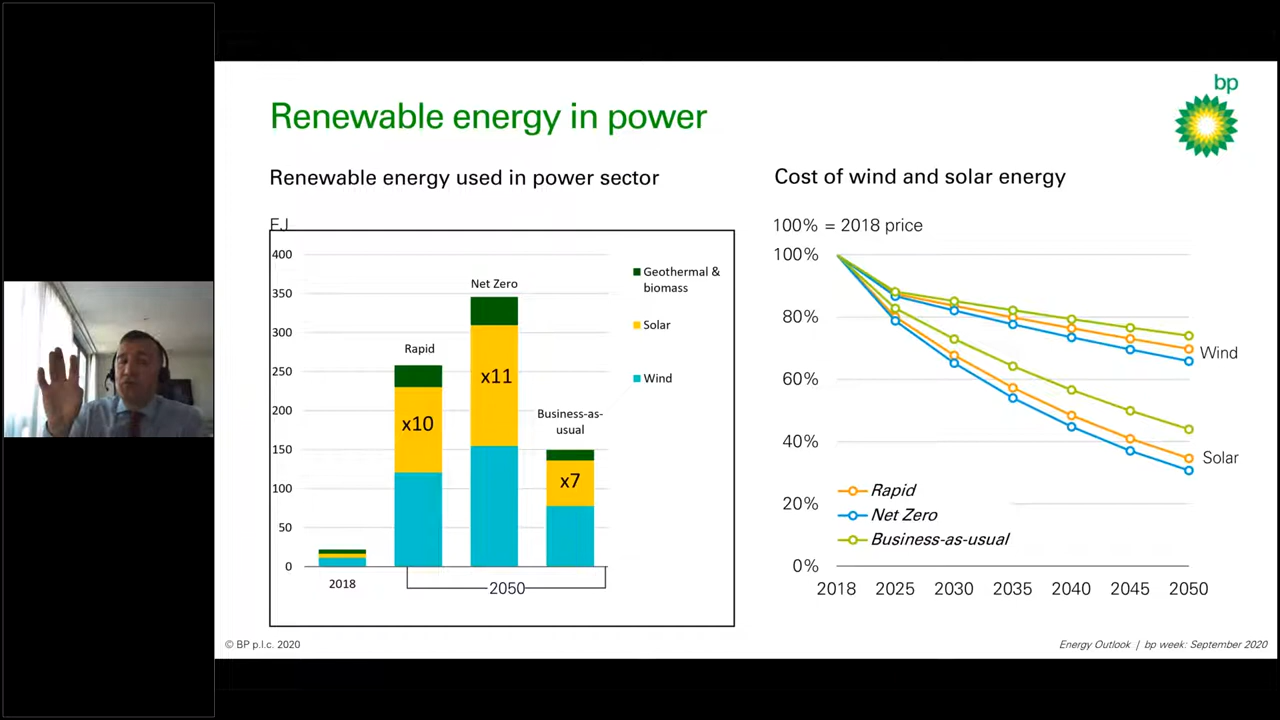 bp
Renewable energy in power
Renewable energy used in power sector
EJ
400
350
300
250
200
150
100
50
0
Geothermal &
biomass
Solar
Wind
Net Zero
Rapid
Business-as-
usual
x10
x11
x7
2018
2050
Cost of wind and solar energy
100% = 2018 price
100%
80%
60%
40%
20%
0%
Wind
Solar
Rapid
Net Zero
Business-as-usual
2018 2025 2030 2035 2040 2045 2050
© BP p.l.c. 2020
Energy Outlook | bp week: September 2020